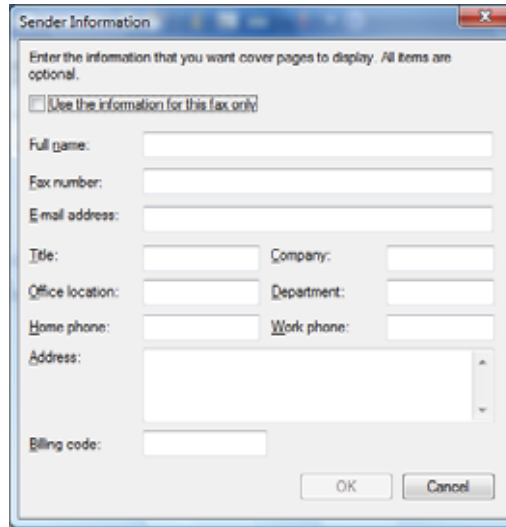 Sender Information
Enter the information that you want cover pages to display. All items are
optional.
Use the information for this fax only
Full name:
Fax number:
E-mail address:
Title:
Company:
Office location:
Department:
Home phone:
Work phone:
Address:
Billing code:
OK
Cancel